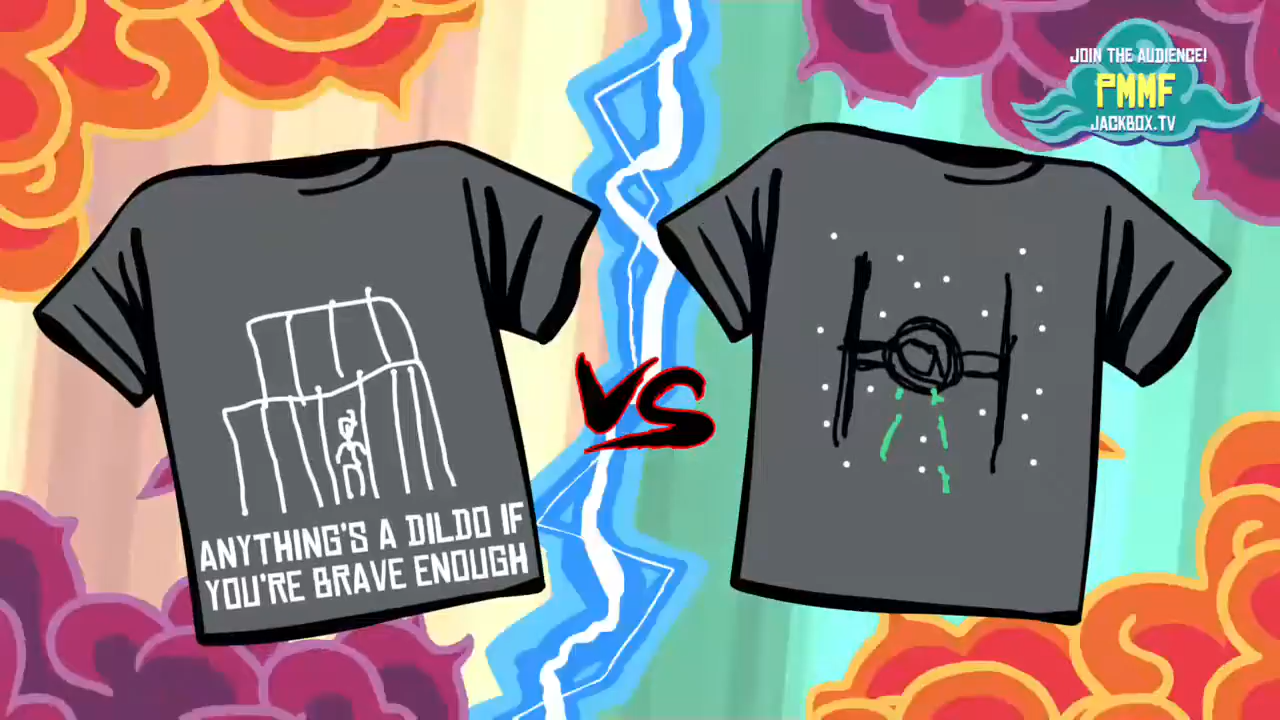 JOIN THE AUDIENCE!
PMMF
JACKBOX.TV
VS
ANYTHING'S A DILDO IF
YOU'RE BRAVE ENOUGH